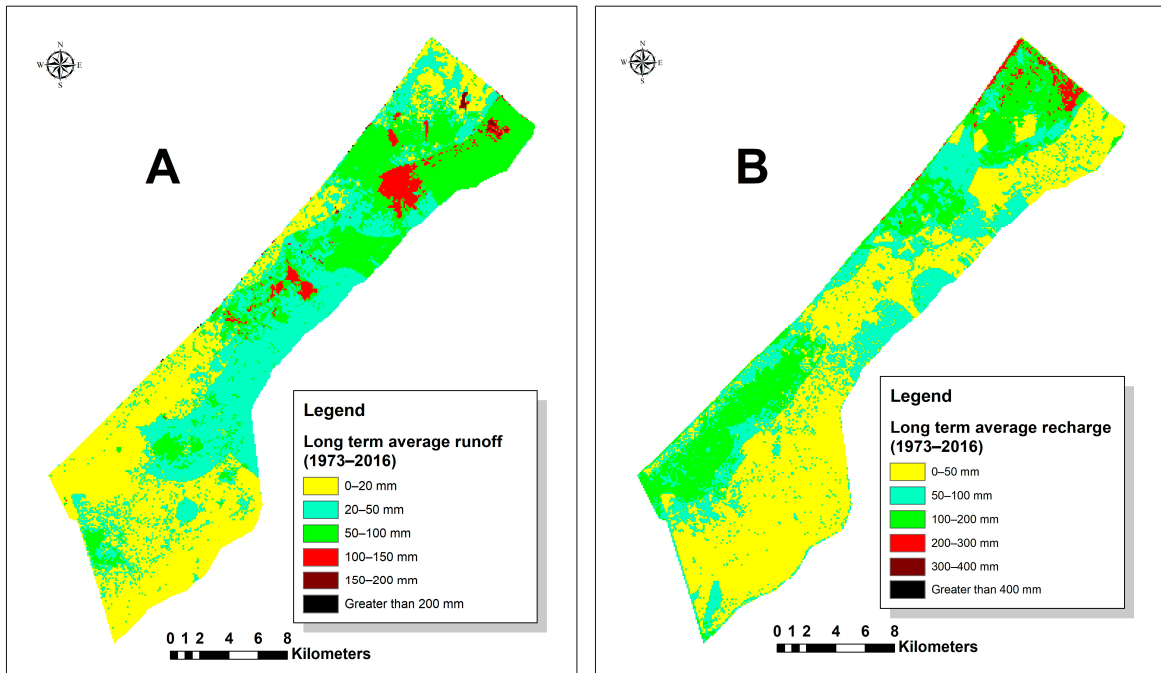 N
W E
S
A
Legend
Long term average runoff
(1973–2016)
0–20 mm
20–50 mm
50–100 mm
100–150 mm
150–200 mm
Greater than 200 mm
0 1 2 4 6 8
Kilometers
N
W E
S
B
Legend
Long term average recharge
(1973–2016)
0–50 mm
50–100 mm
100–200 mm
200–300 mm
300–400 mm
Greater than 400 mm
0 1 2 4 6 8
Kilometers